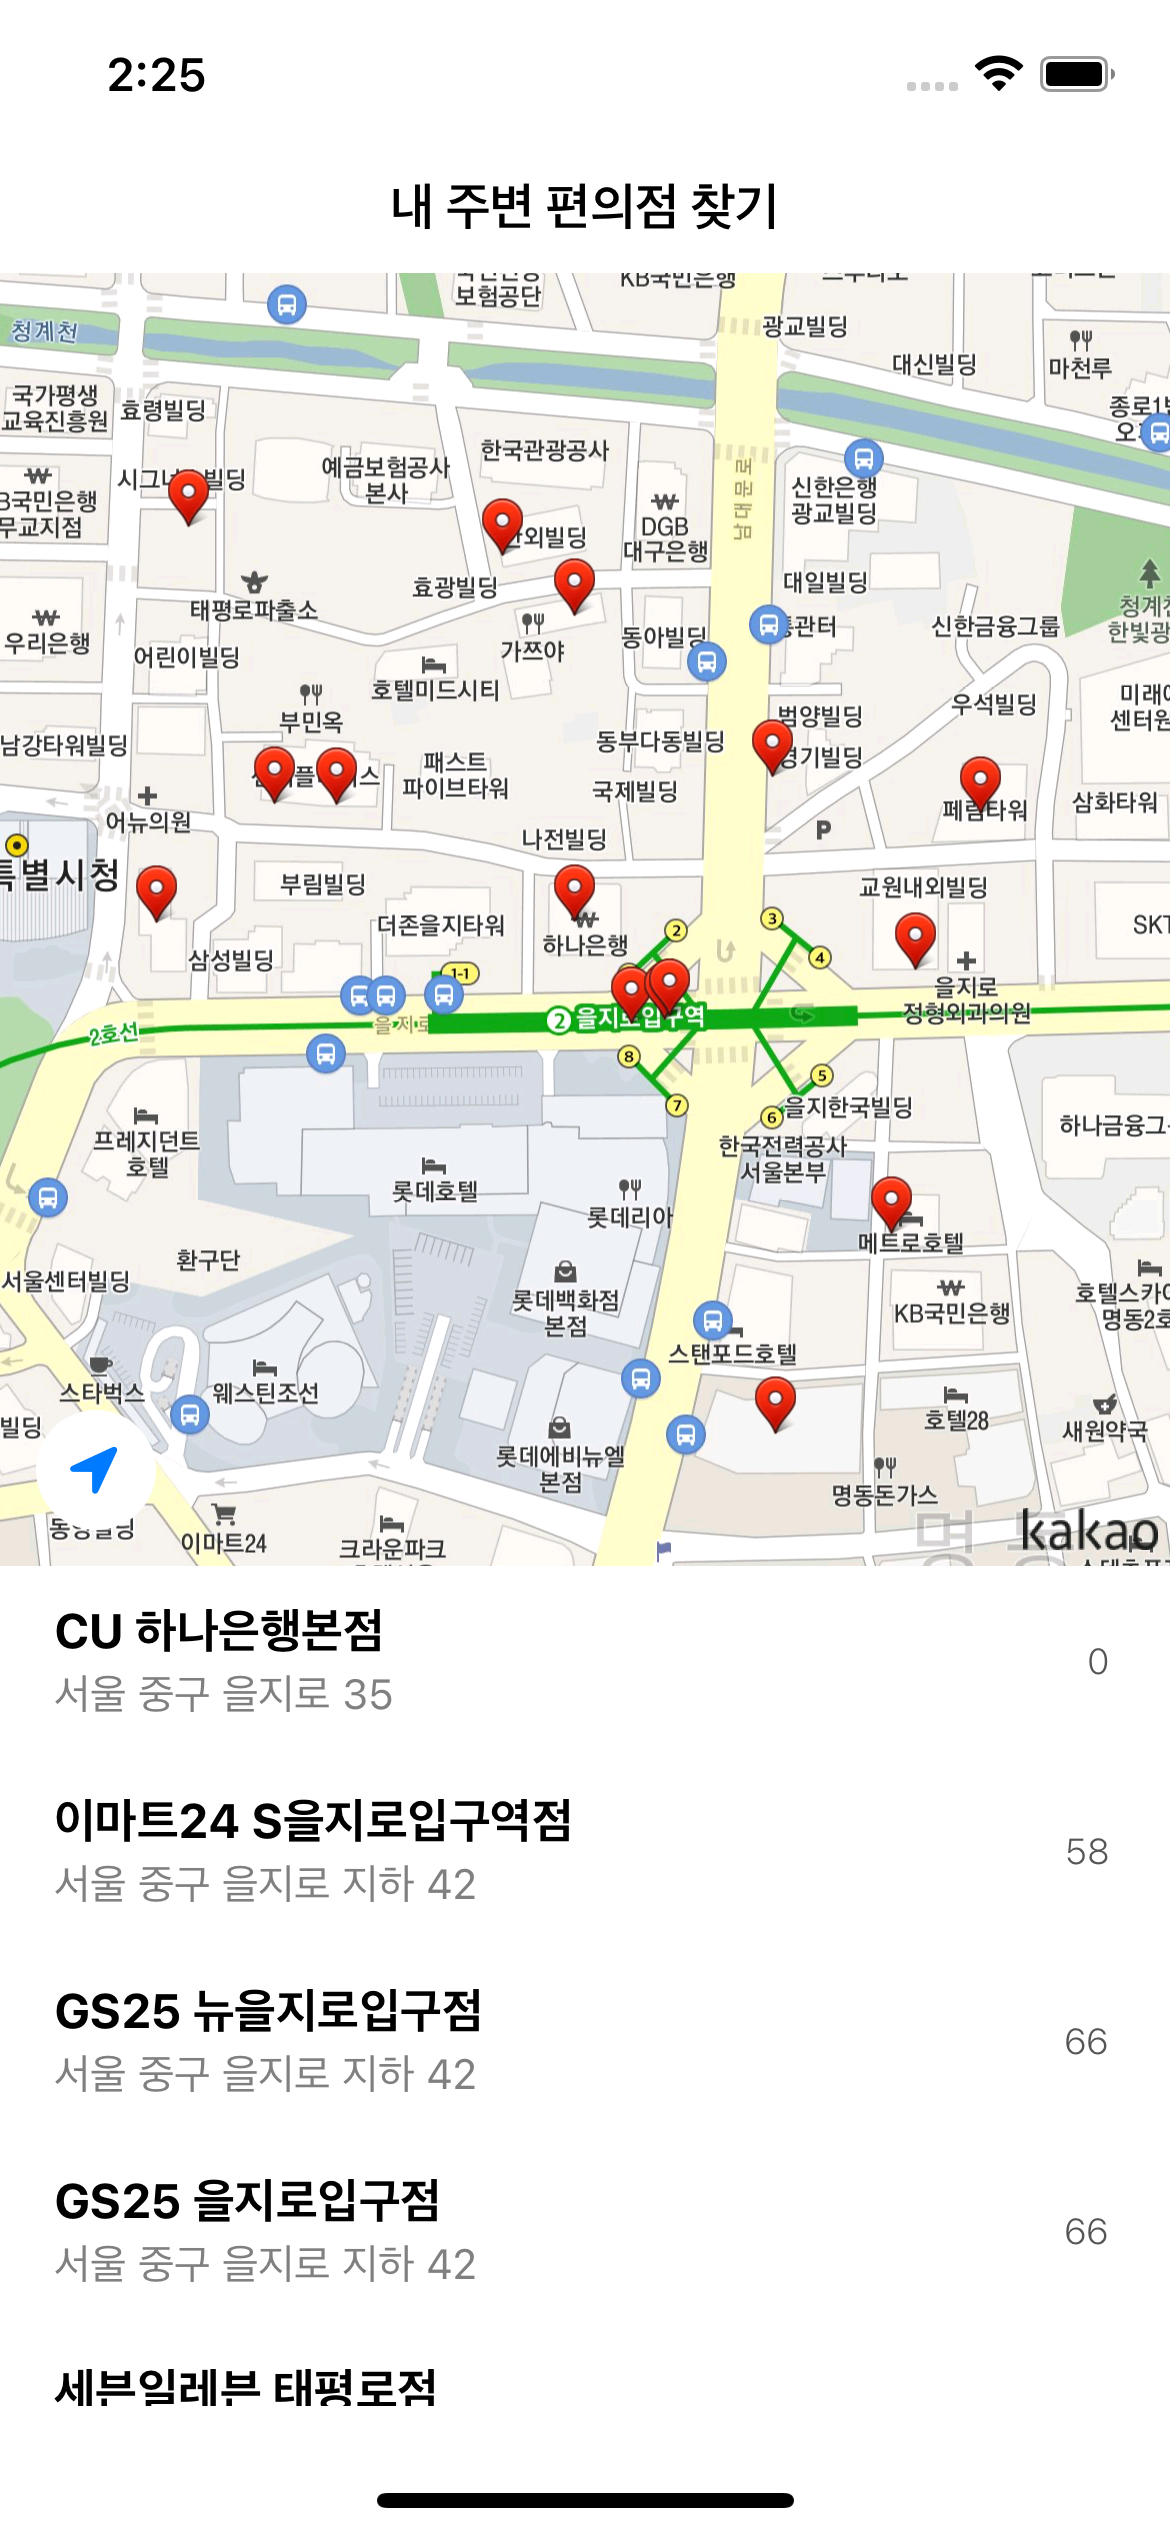 2:25
내 주변 편의점 찾기
보험공단
KB국민은행
광교빌딩
청계천
대신빌딩
마천루
국가평생
교육진흥원
효령빌딩
종로1
예금보험공사
본사
한국관광공사
신한은행
광교빌딩
B국민은행
무교지점
DGB
대구은행
남대문로
효광빌딩
대일빌딩
태평로파출소
우리은행
어린이빌딩
가쯔야
동아빌딩
신한금융그룹
호텔미드시티
부민옥
우석빌딩
미래에
센터원
남강타워빌딩
패스트
파이브타워
동부다동빌딩
범양빌딩
경기빌딩
국제빌딩
페럼타워
삼화타워
어뉴의원
나전빌딩
P
특별시청
부림빌딩
교원내외빌딩
더존을지타워
하나은행
SKT
삼성빌딩
1-1
2
3
4
을지로
정형외과의원
2호선
을지로
2 을지로입구역
8
7
5
6
을지한국빌딩
하나금융그
한국전력공사
서울본부
프레지던트
호텔
롯데호텔
롯데리아
메트로호텔
환구단
서울센터빌딩
롯데백화점
본점
KB국민은행
호텔스카이
명동2호
스탠포드호텔
스타벅스
웨스틴조선
호텔28
새원약국
빌딩
롯데에비뉴엘
본점
명동돈가스
이마트24
크라운파크
kakao
CU 하나은행본점
서울 중구 을지로 35
0
이마트24 S을지로입구역점
서울 중구 을지로 지하 42
58
GS25 뉴을지로입구점
서울 중구 을지로 지하 42
66
GS25 을지로입구점
서울 중구 을지로 지하 42
66
세븐일레븐 태평로점